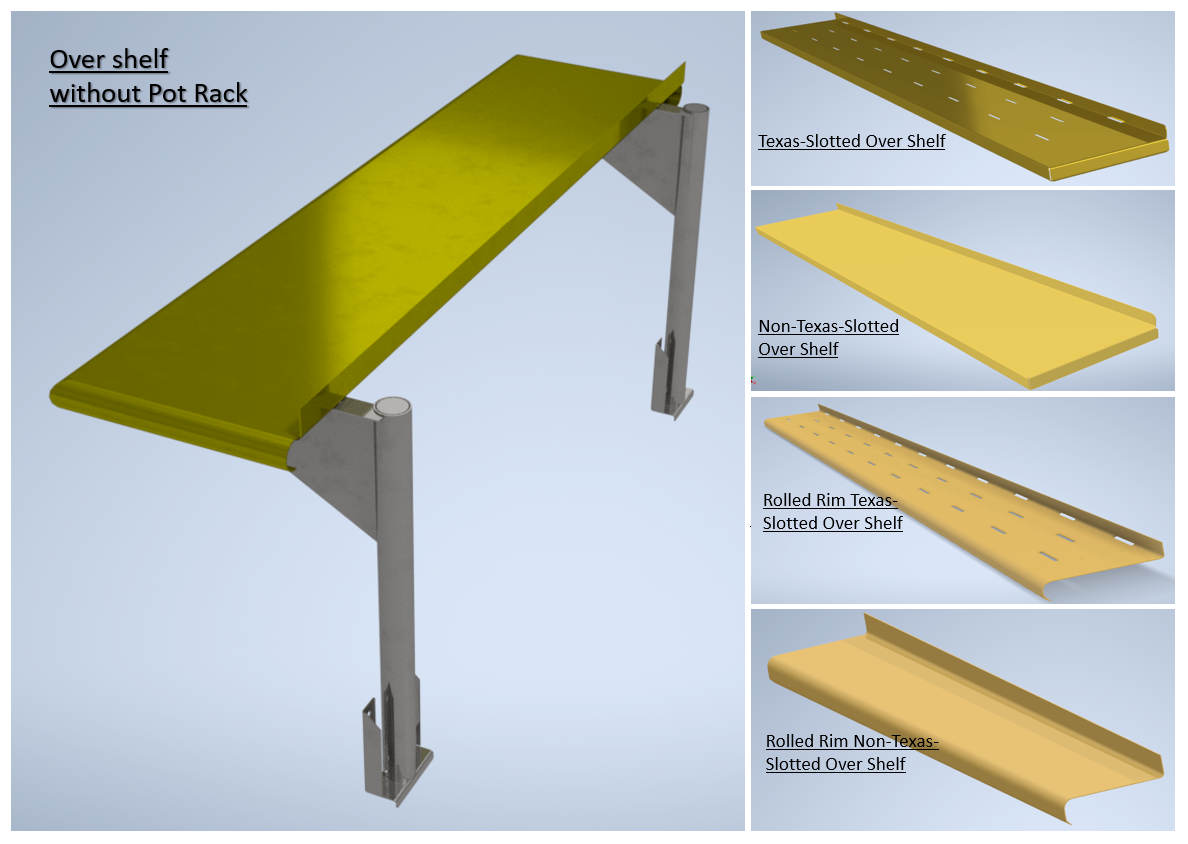 Over shelf
without Pot Rack
Texas-Slotted Over Shelf
Non-Texas-Slotted
Over Shelf
Rolled Rim Texas-
Slotted Over Shelf
Rolled Rim Non-Texas-
Slotted Over Shelf